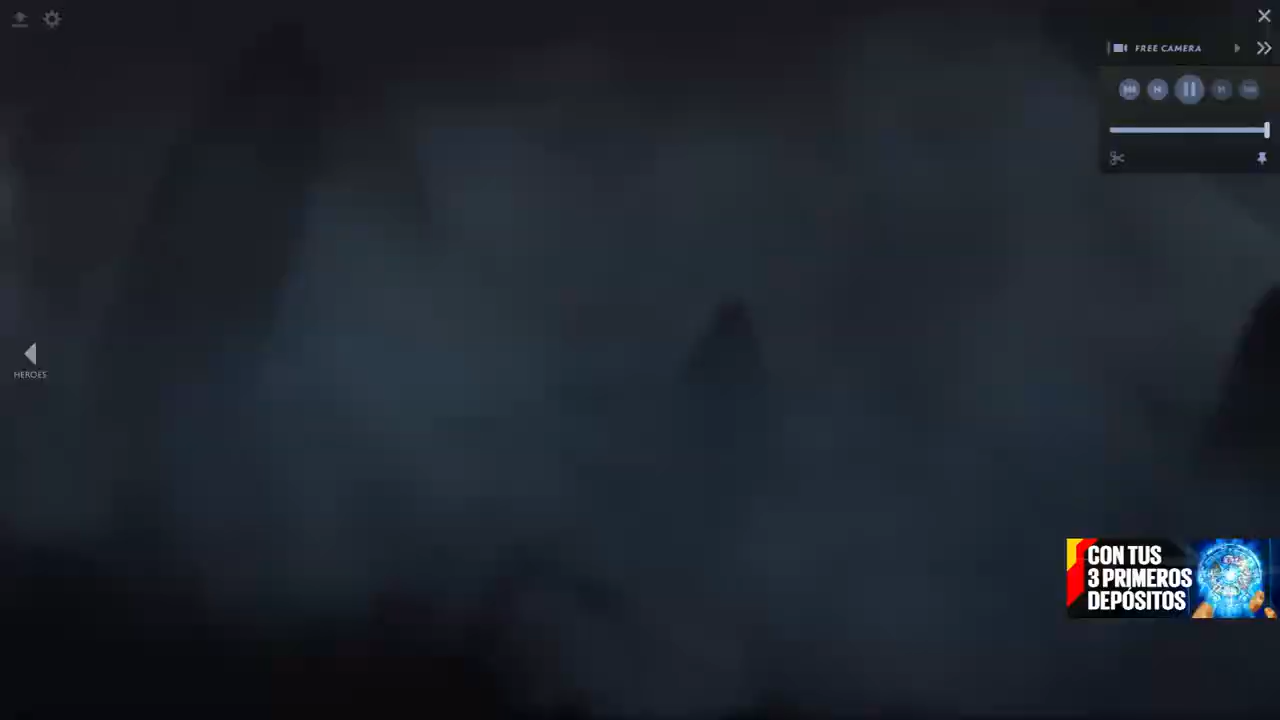 FREE CAMERA
HEROES
CON TUS
3 PRIMEROS
DEPÓSITOS